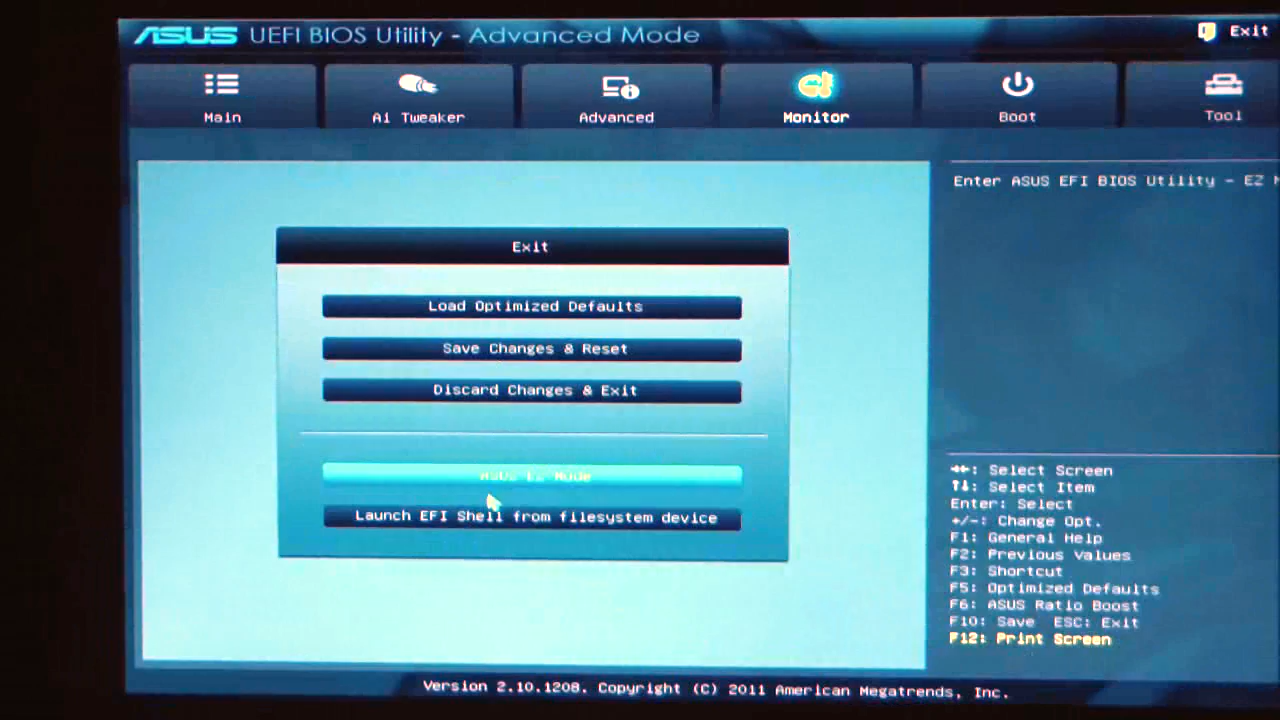 ASUS UEFI BIOS Utility - Advanced Mode
Exit
Main
Ai Tweaker
Advanced
Monitor
Boot
Tool
Enter ASUS EFI BIOS Utility - EZ
Exit
Load Optimized Defaults
Save Changes & Reset
Discard Changes & Exit
ASUS EZ Mode
Launch EFI Shell from filesystem device
→←: Select Screen
↑↓: Select Item
Enter: Select
+/-: Change Opt.
F1: General Help
F2: Previous Values
F3: Shortcut
F5: Optimized Defaults
F6: ASUS Ratio Boost
F10: Save ESC: Exit
F12: Print Screen
Version 2.10.1208. Copyright (C) 2011 American Megatrends, Inc.